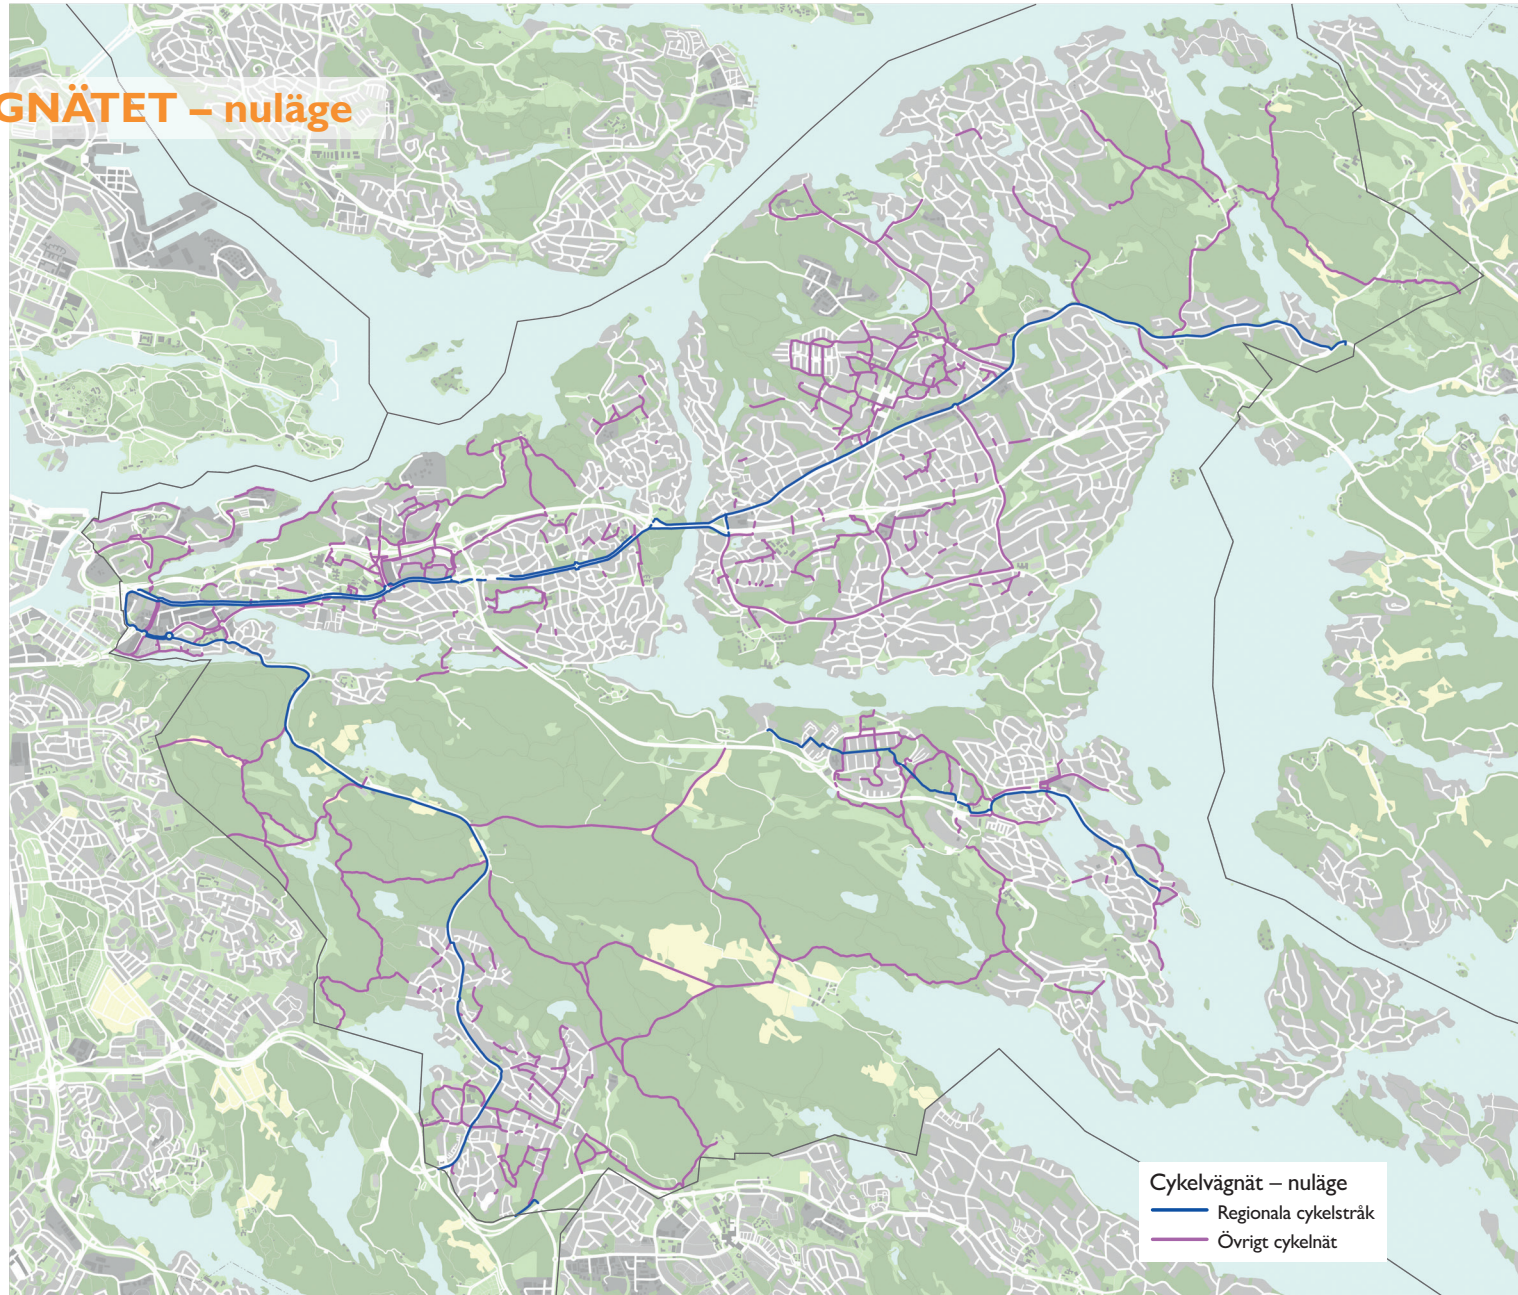 GNÄTET – nuläge
Cykelvägnät – nuläge
Regionala cykelstråk
Övrigt cykelnät